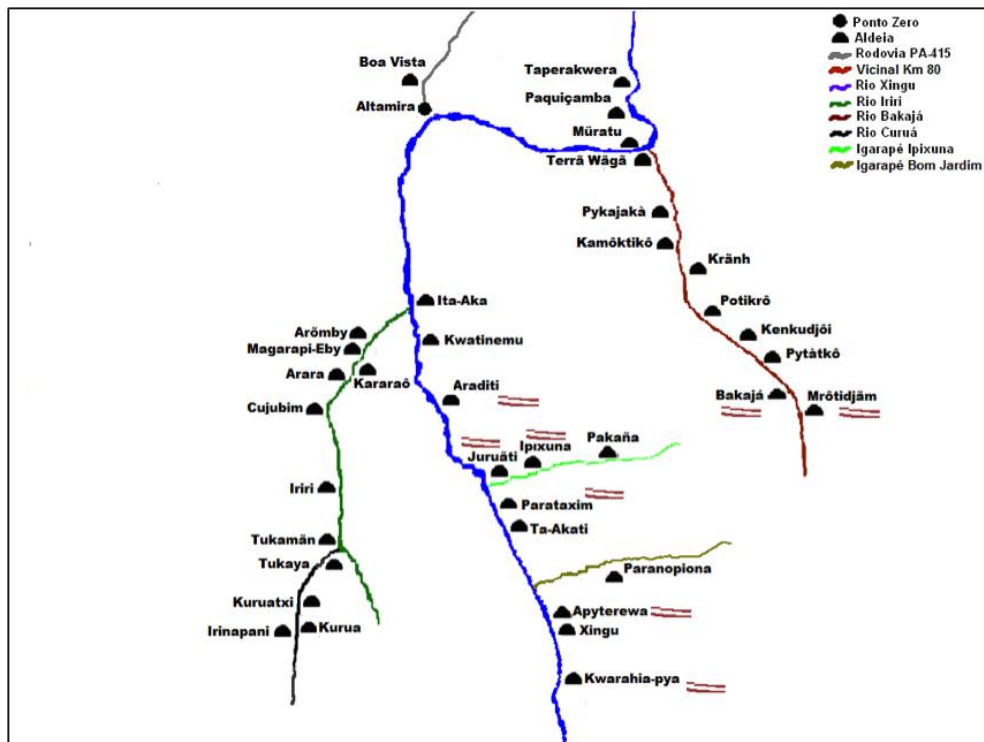 Ponto Zero
Aldeia
Rodovia PA-415
Vicinal Km 80
Rio Xingu
Rio Iriri
Rio Bakajá
Rio Curuá
Igarapé Ipixuna
Igarapé Bom Jardim
Boa Vista
Altamira
Taperakwera
Paquiçamba
Müratu
Terrã Wãgã
Pykajakà
Kamôktikô
Krãnh
Potikrô
Kenkudjôi
Pytàtkô
Bakajá
Mrôtidjãm
Ita-Aka
Arõmby
Magarapi-Eby
Kwatinemu
Arara
Kararaô
Cujubim
Araditi
Juruãti
Ipixuna
Pakaña
Iriri
Parataxim
Ta-Akati
Tukamãn
Tukaya
Paranopiona
Kuruatxi
Apyterewa
Irinapani
Kurua
Xingu
Kwarahia-pya